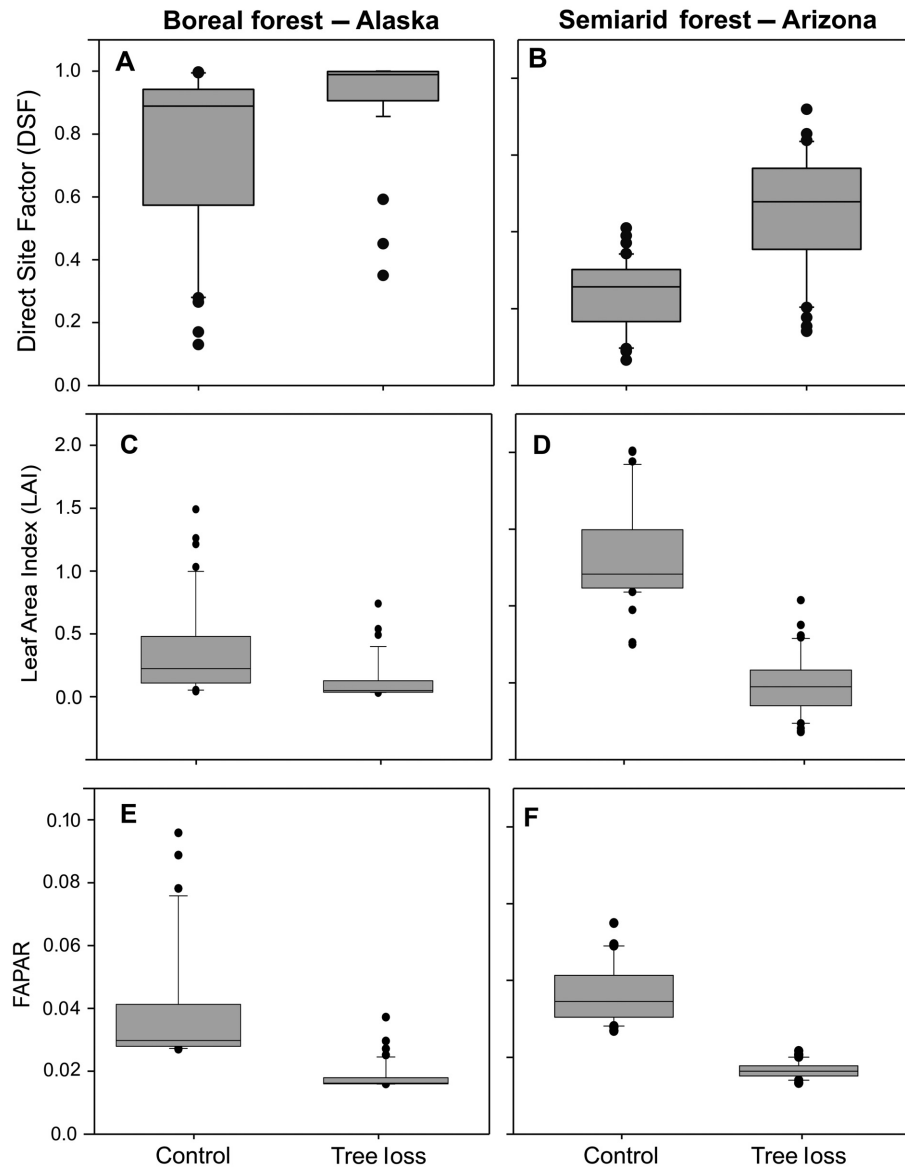 Boreal forest – Alaska
Semiarid forest – Arizona
A
B
Direct Site Factor (DSF)
1.0
0.8
0.6
0.4
0.2
0.0
C
D
Leaf Area Index (LAI)
2.0
1.5
1.0
0.5
0.0
E
F
FAPAR
0.10
0.08
0.06
0.04
0.02
0.0
Control
Tree loss
Control
Tree loss